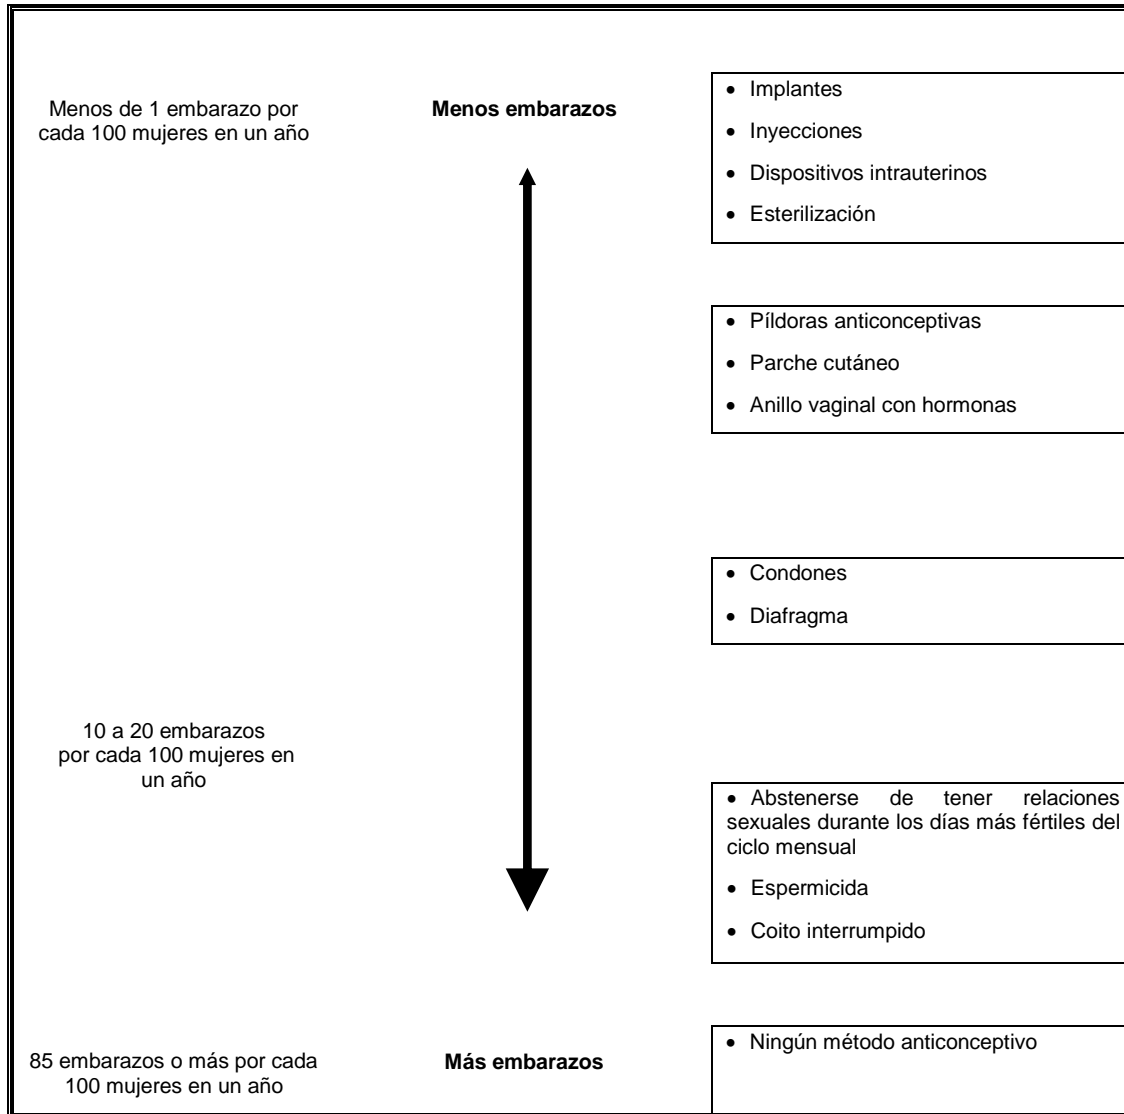 Menos de 1 embarazo por
cada 100 mujeres en un año
Menos embarazos
• Implantes
• Inyecciones
• Dispositivos intrauterinos
• Esterilización
• Píldoras anticonceptivas
• Parche cutáneo
• Anillo vaginal con hormonas
• Condones
• Diafragma
10 a 20 embarazos
por cada 100 mujeres en
un año
• Abstenerse de tener relaciones
sexuales durante los días más fértiles del
ciclo mensual
• Espermicida
• Coito interrumpido
85 embarazos o más por cada
100 mujeres en un año
Más embarazos
• Ningún método anticonceptivo